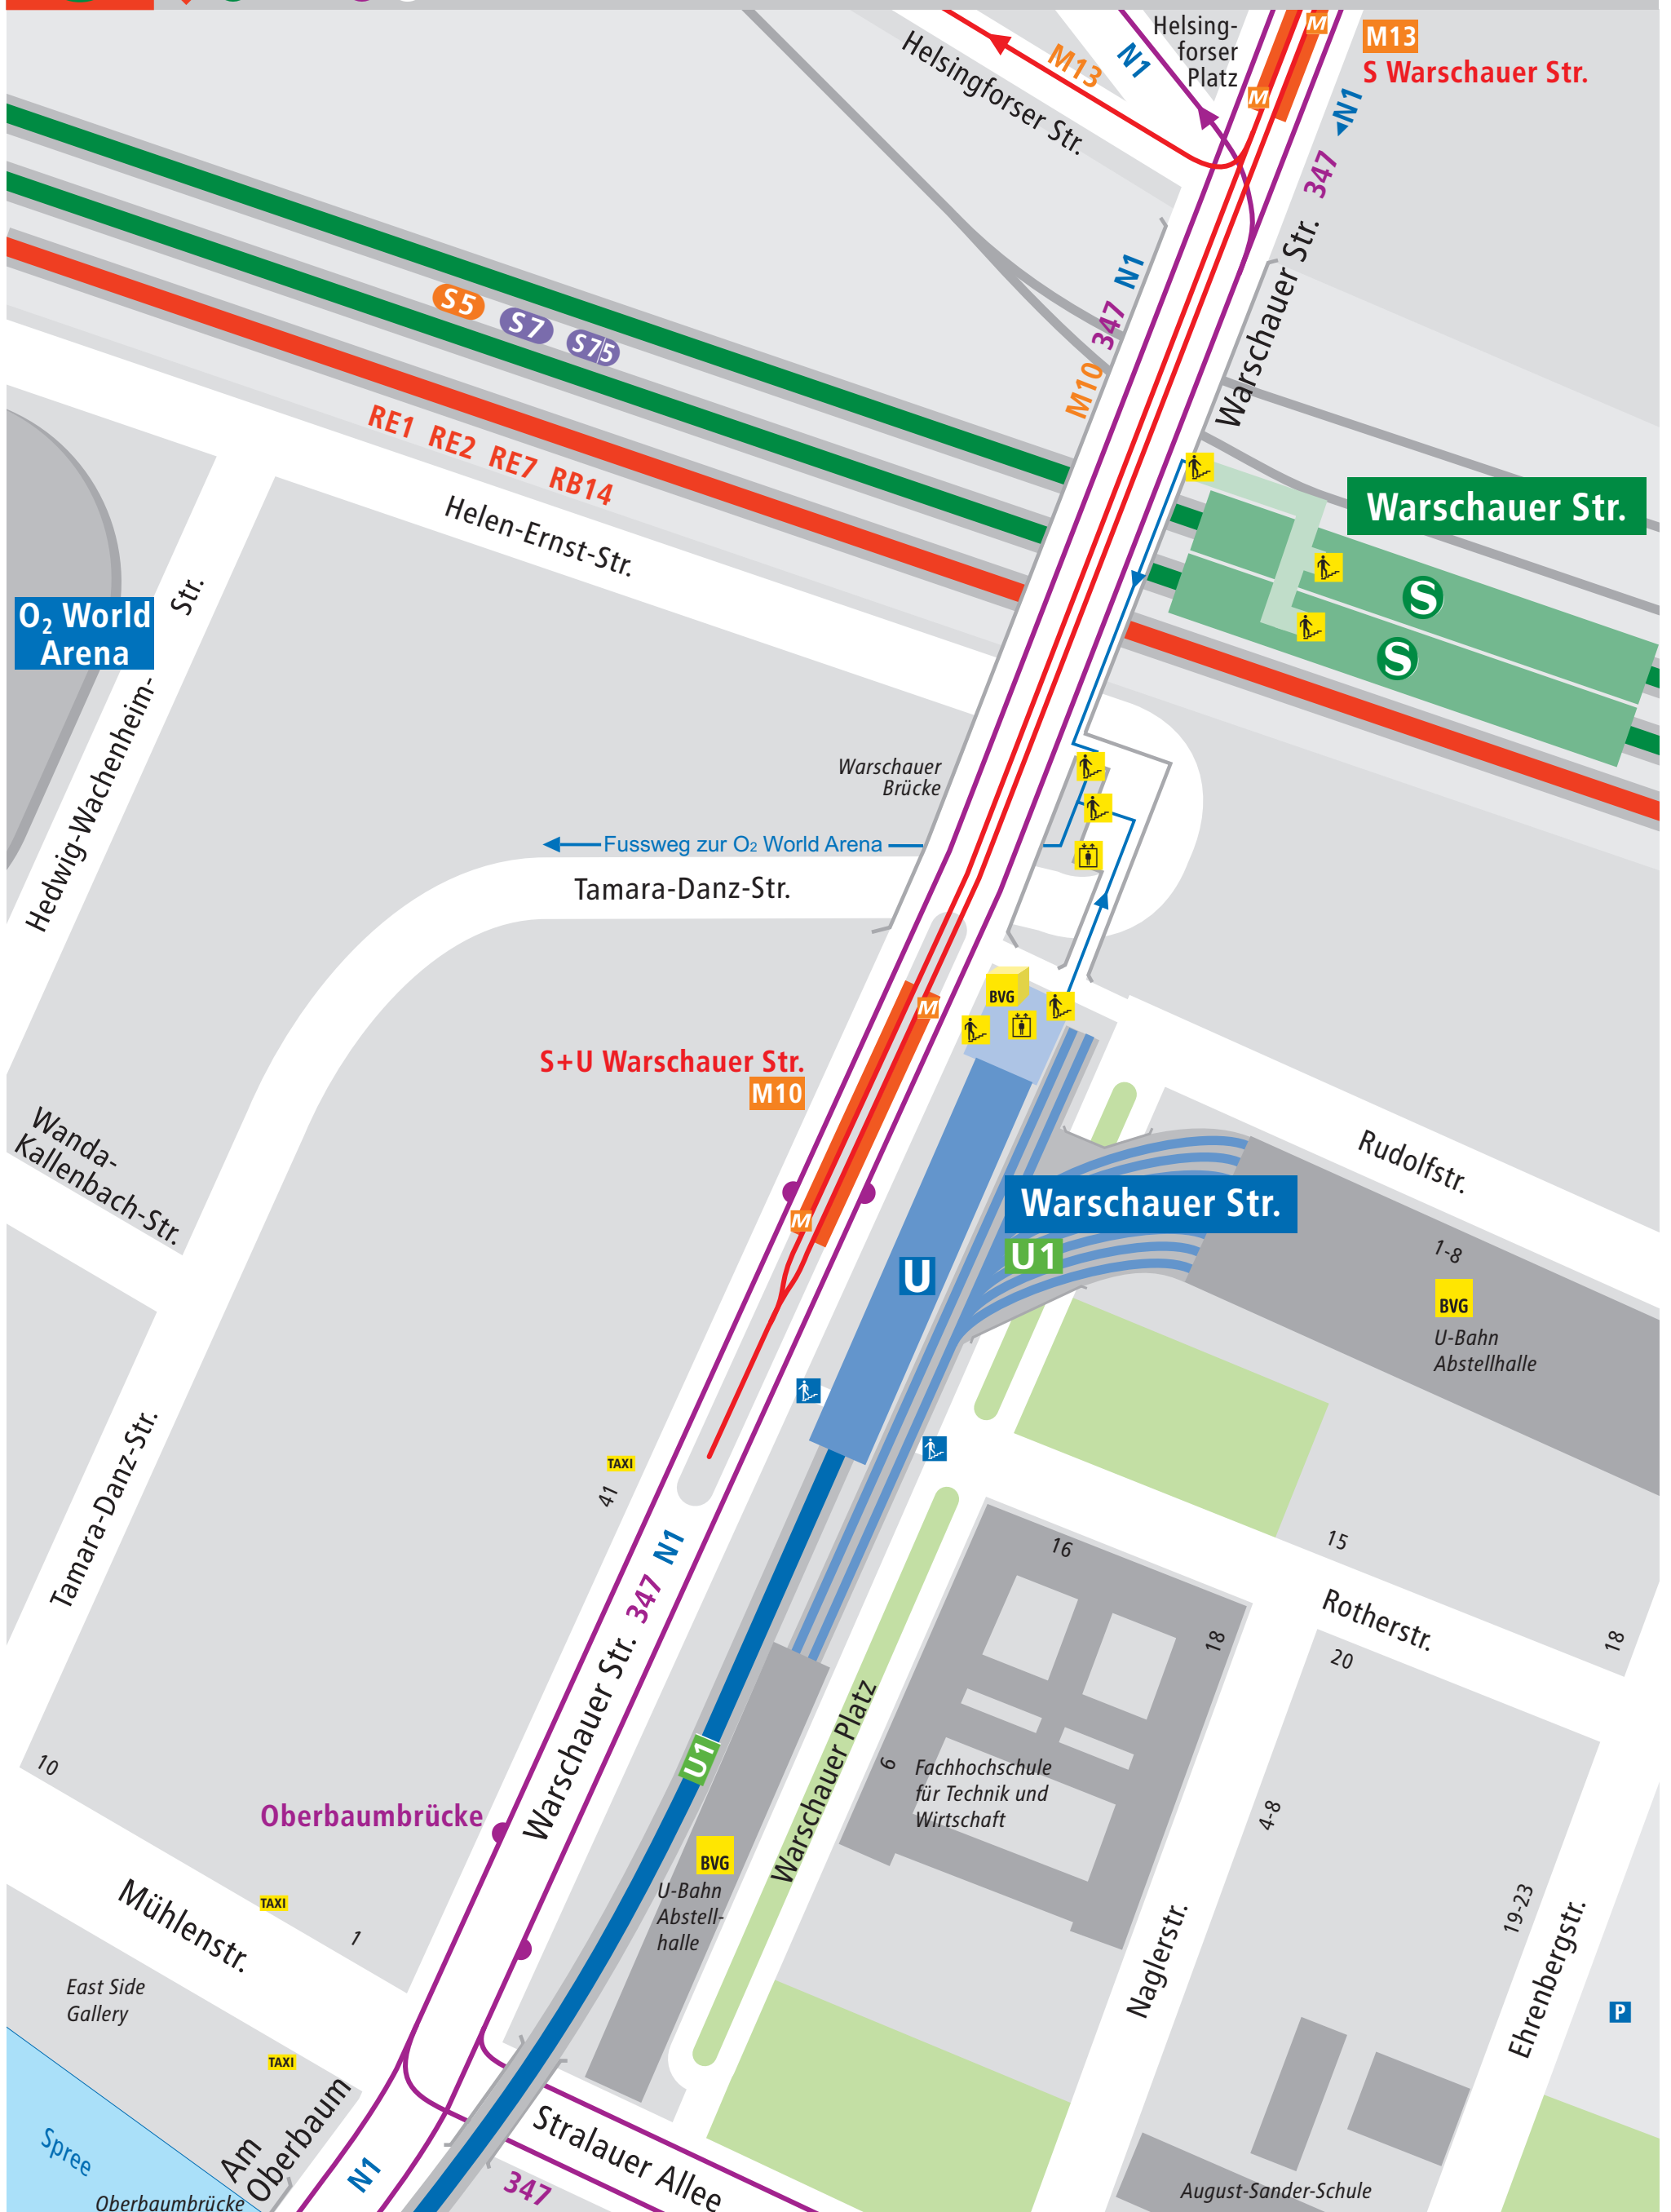 Helsing-
forser
Platz
M
M13
S Warschauer Str.
N1
M13
Helsingforser Str.
M
N1
347
Warschauer Str.
N1
347
M10
S5
S7
S75
RE1 RE2 RE7 RB14
Helen-Ernst-Str.
Warschauer Str.
S
S
O2 World
Arena
Hedwig-Wachenheim-
Str.
Warschauer
Brücke
Fussweg zur O2 World Arena
Tamara-Danz-Str.
BVG
M
S+U Warschauer Str.
M10
Wanda-
Kallenbach-Str.
Rudolfstr.
Warschauer Str.
U1
U
M
1-8
BVG
U-Bahn
Abstellhalle
TAXI
41
Tamara-Danz-Str.
347 N1
Warschauer Str.
16
15
Rotherstr.
18
18
20
U1
Warschauer Platz
6
Fachhochschule
für Technik und
Wirtschaft
4-8
10
Oberbaumbrücke
BVG
U-Bahn
Abstell-
halle
Mühlenstr.
TAXI
1
Naglerstr.
19-23
Ehrenbergstr.
P
East Side
Gallery
TAXI
Am
Oberbaum
Spree
Oberbaumbrücke
N1
347
Stralauer Allee
August-Sander-Schule